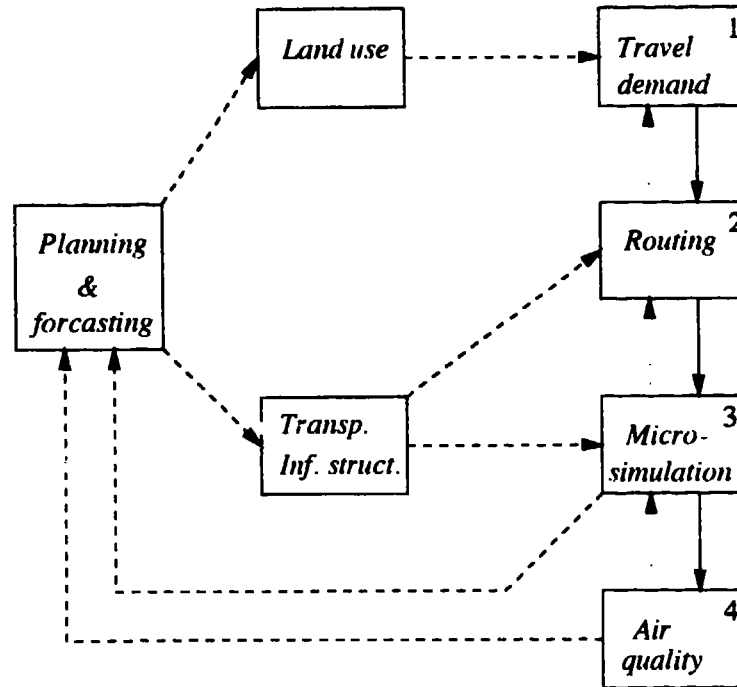 Land use
1
Travel
demand
Planning
&
forcasting
2
Routing
Transp.
Inf. struct.
3
Micro-
simulation
4
Air
quality